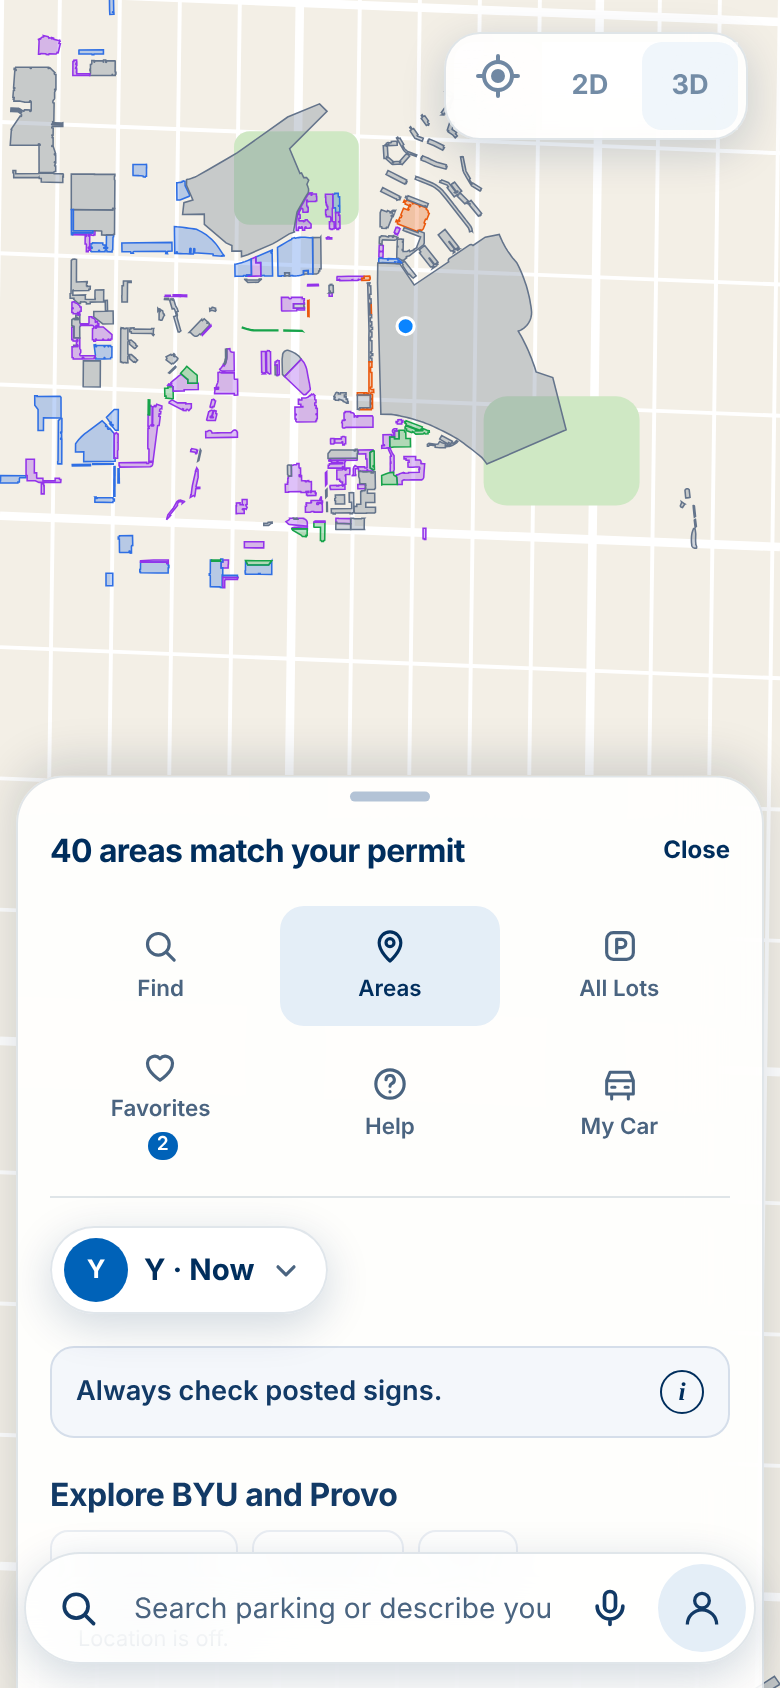 2D
3D
40 areas match your permit
Close
Find
Areas
All Lots
Favorites
2
Help
My Car
Y
Y · Now
Always check posted signs.
i
Explore BYU and Provo
Search parking or describe you
Location is off.